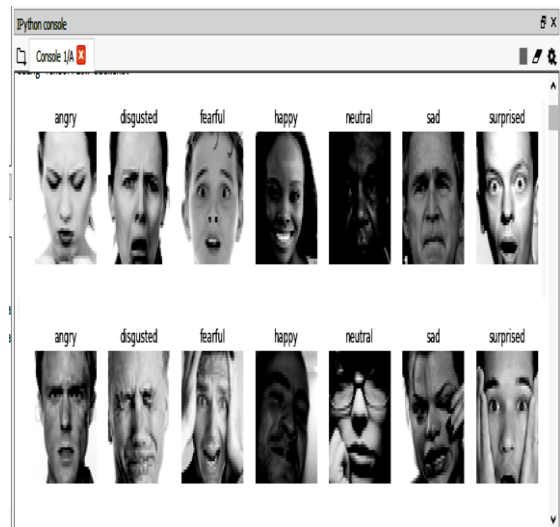 IPython console
Console 1/A
angry disgusted fearful happy neutral sad surprised
angry disgusted fearful happy neutral sad surprised